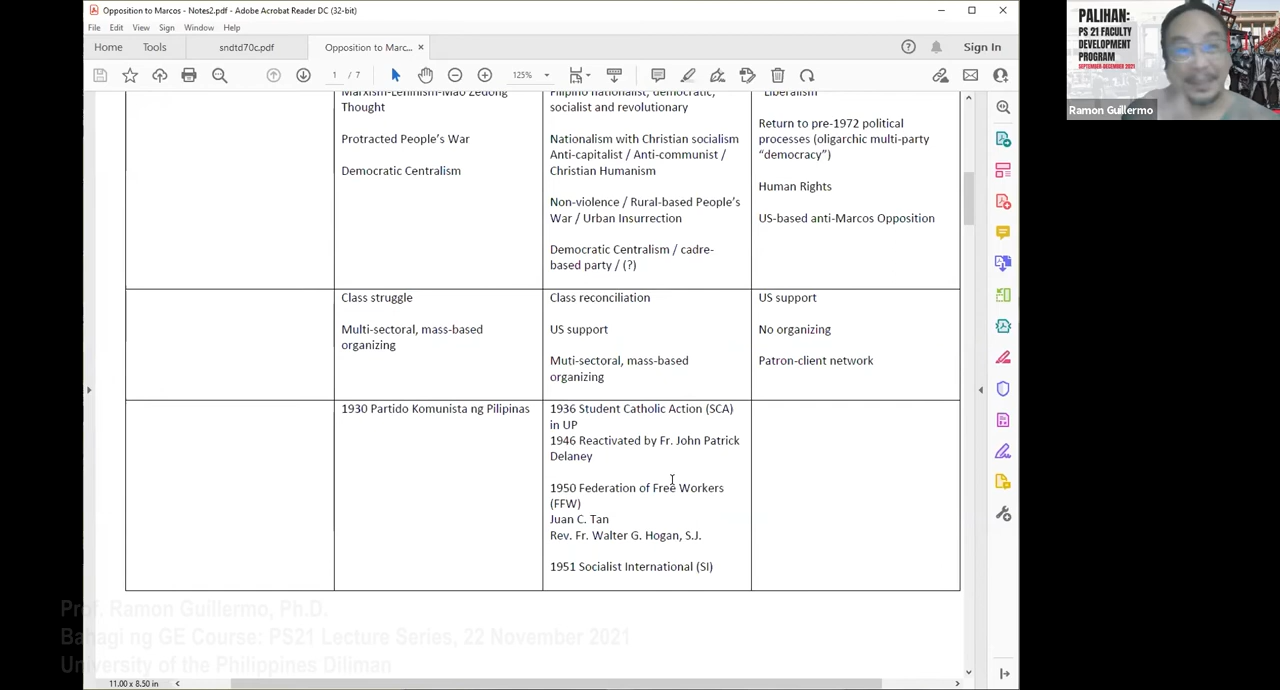 Opposition to Marcos - Notes2.pdf - Adobe Acrobat Reader DC (32-bit)
File Edit View Sign Window Help
Home Tools sndtd70c.pdf Opposition to Marc... × Sign In
1 / 7 125%
Marxism-Leninism-Mao Zedong
Thought
Protracted People's War
Democratic Centralism
Filipino nationalist, democratic,
socialist and revolutionary
Nationalism with Christian socialism
Anti-capitalist / Anti-communist /
Christian Humanism
Non-violence / Rural-based People's
War / Urban Insurrection
Democratic Centralism / cadre-
based party / (?)
Liberalism
Return to pre-1972 political
processes (oligarchic multi-party
“democracy”)
Human Rights
US-based anti-Marcos Opposition
Class struggle
Multi-sectoral, mass-based
organizing
Class reconciliation
US support
Muti-sectoral, mass-based
organizing
US support
No organizing
Patron-client network
1930 Partido Komunista ng Pilipinas
1936 Student Catholic Action (SCA)
in UP
1946 Reactivated by Fr. John Patrick
Delaney
1950 Federation of Free Workers
(FFW)
Juan C. Tan
Rev. Fr. Walter G. Hogan, S.J.
1951 Socialist International (SI)
11.00 x 8.50 in
Prof. Ramon Guillermo, Ph.D.
Bahagi ng GE Course: PS21 Lecture Series, 22 November 2021
University of the Philippines Diliman
PALIHAN:
PS 21 FACULTY
DEVELOPMENT
PROGRAM
SEPTEMBER-DECEMBER 2021
Ramon Guillermo